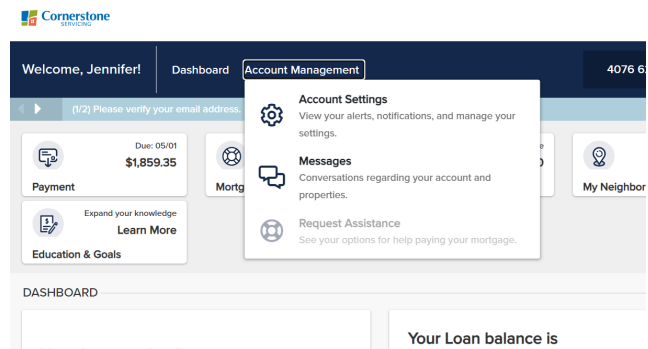 Cornerstone
SERVICING
Welcome, Jennifer!
Dashboard
Account Management
4076 6
(1/2) Please verify your email address.
Account Settings
View your alerts, notifications, and manage your
settings.
Messages
Conversations regarding your account and
properties.
Request Assistance
See your options for help paying your mortgage.
Due: 05/01
$1,859.35
Payment
Mortg
My Neighbor
Expand your knowledge
Learn More
Education & Goals
DASHBOARD
Your Loan balance is